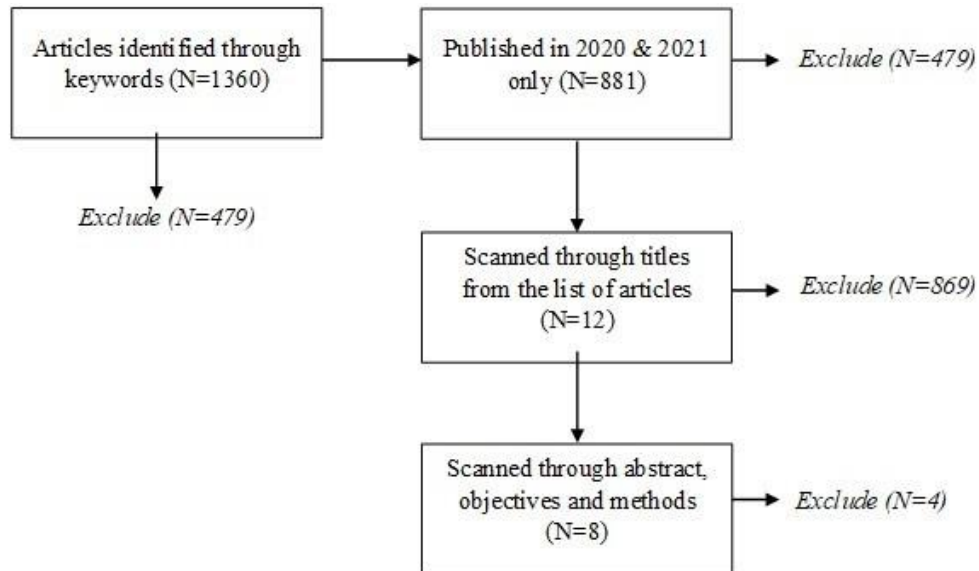 Articles identified through
keywords (N=1360)
Published in 2020 & 2021
only (N=881)
Exclude (N=479)
Exclude (N=479)
Scanned through titles
from the list of articles
(N=12)
Exclude (N=869)
Scanned through abstract,
objectives and methods
(N=8)
Exclude (N=4)